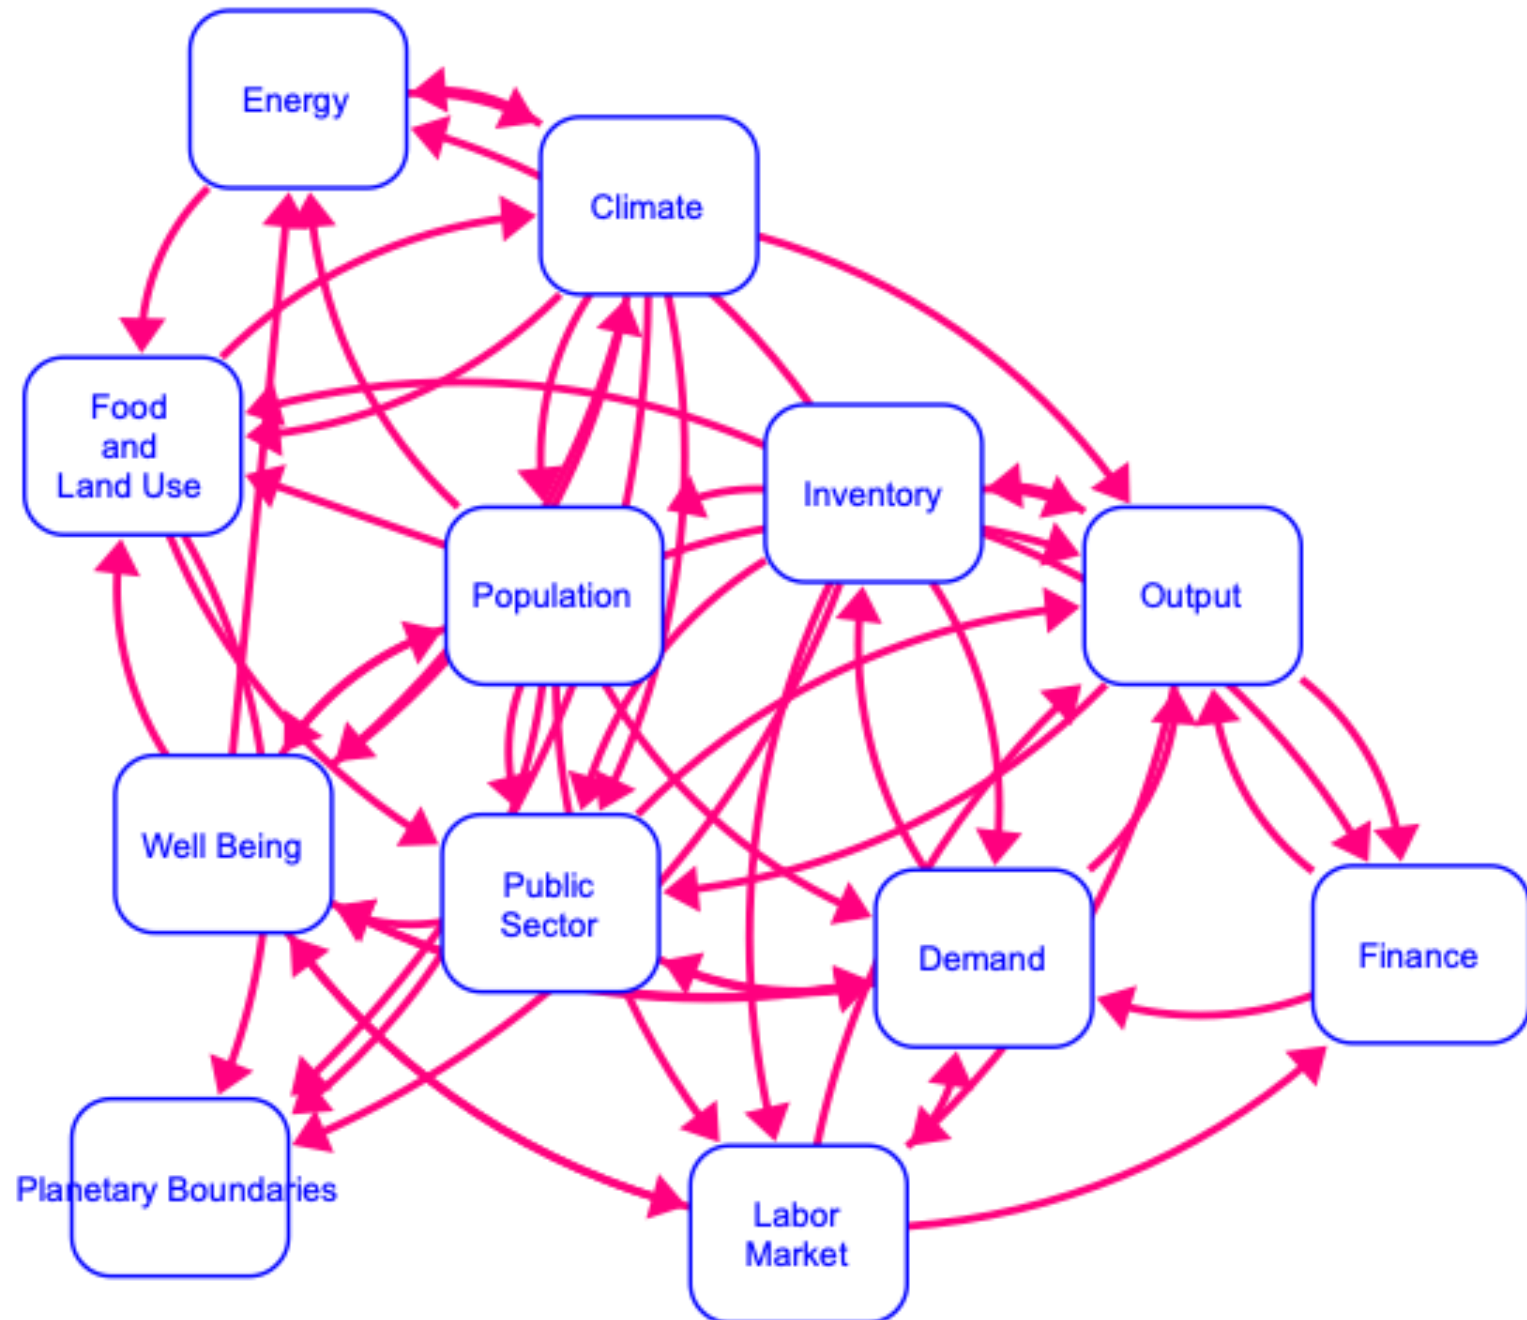 Energy
Climate
Food
and
Land Use
Inventory
Population
Output
Well Being
Public
Sector
Demand
Finance
Planetary Boundaries
Labor
Market